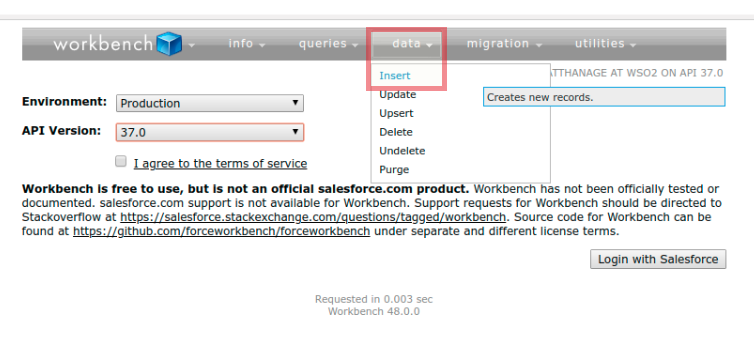 workbench info queries data migration utilities
ATTHANAGE AT WSO2 ON API 37.0
Insert
Creates new records.
Update
Upsert
Delete
Undelete
Purge
Environment: Production
API Version: 37.0
I agree to the terms of service
Workbench is free to use, but is not an official salesforce.com product. Workbench has not been officially tested or
documented. salesforce.com support is not available for Workbench. Support requests for Workbench should be directed to
Stackoverflow at https://salesforce.stackexchange.com/questions/tagged/workbench. Source code for Workbench can be
found at https://github.com/forceworkbench/forceworkbench under separate and different license terms.
Login with Salesforce
Requested in 0.003 sec
Workbench 48.0.0